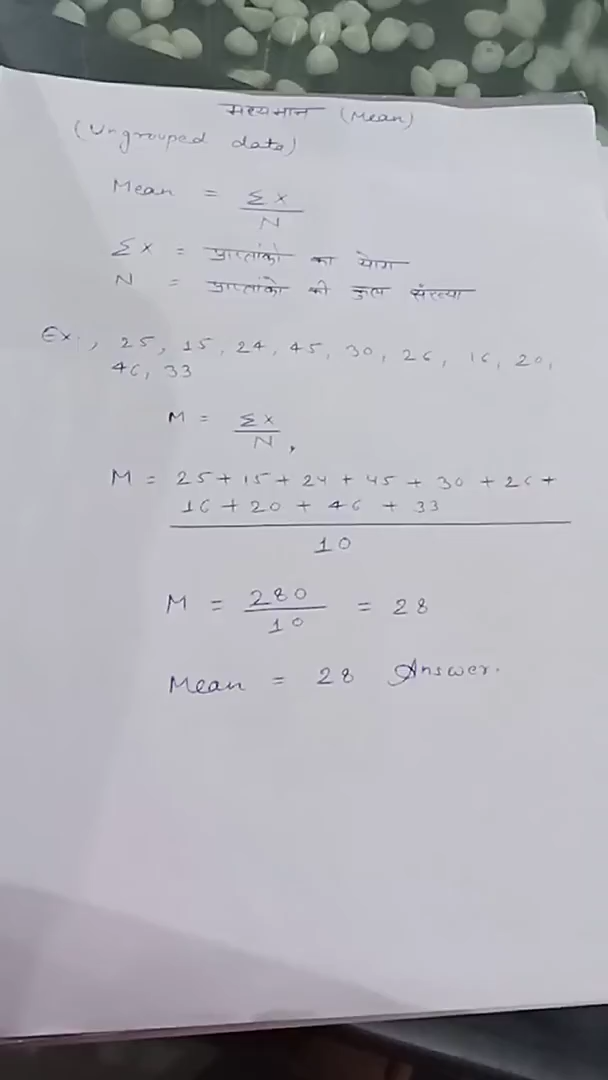 मध्यमान (Mean)
(Ungrouped data)
Mean = ΣX / N
ΣX = प्राप्तांको का योग
N = प्राप्तांको की कुल संख्या
Ex., 25, 15, 24, 45, 30, 26, 16, 20,
46, 33
M = ΣX / N,
M = 25 + 15 + 24 + 45 + 30 + 26 +
16 + 20 + 46 + 33
10
M = 280 / 10 = 28
Mean = 28 Answer.